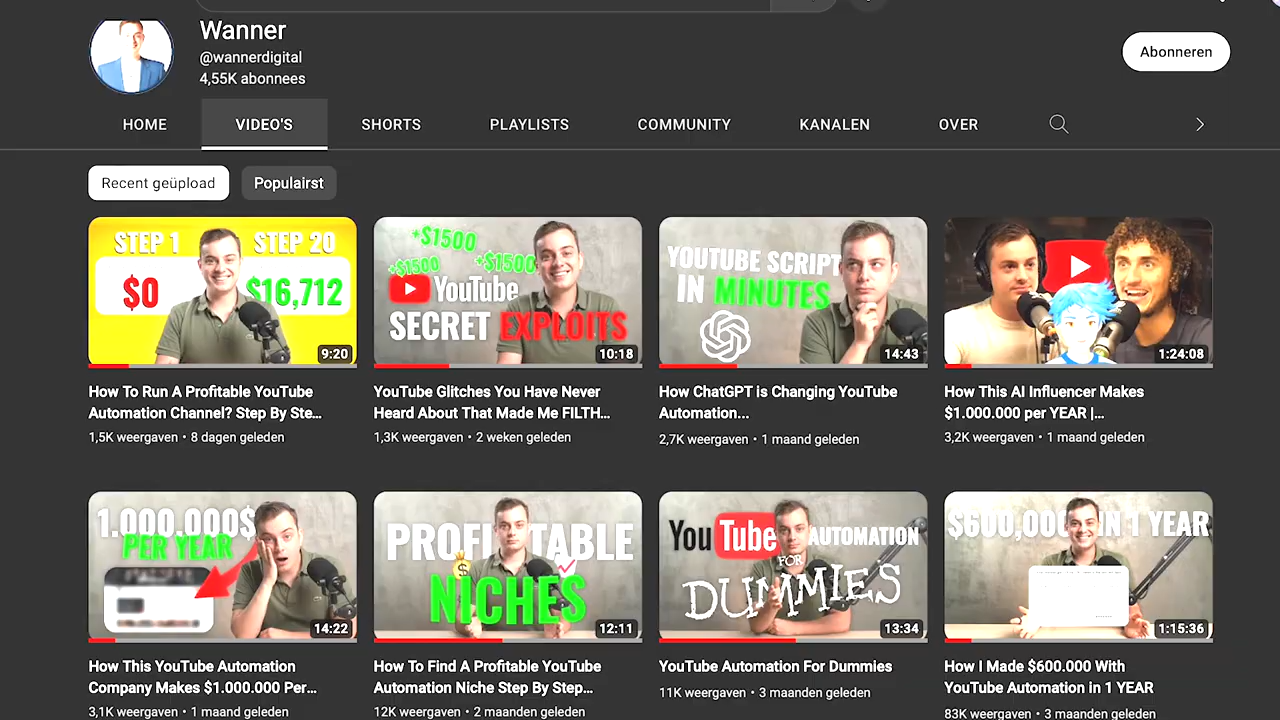 Wanner
@wannerdigital
4,55K abonnees
Abonneren
HOME VIDEO'S SHORTS PLAYLISTS COMMUNITY KANALEN OVER
Recent geüpload Populairst
STEP 1 STEP 20
$0 $16,712
9:20
+$1500
+$1500 +$1500
YouTube
SECRET EXPLOITS
10:18
YOUTUBE SCRIPT
IN MINUTES
14:43
1:24:08
How To Run A Profitable YouTube
Automation Channel? Step By Ste...
1,5K weergaven • 8 dagen geleden
YouTube Glitches You Have Never
Heard About That Made Me FILTH...
1,3K weergaven • 2 weken geleden
How ChatGPT is Changing YouTube
Automation...
2,7K weergaven • 1 maand geleden
How This AI Influencer Makes
$1.000.000 per YEAR |...
3,2K weergaven • 1 maand geleden
1.000.000$
PER YEAR
14:22
PROFITABLE
NICHES
12:11
YouTube AUTOMATION
FOR
DUMMIES
13:34
$600,000 IN 1 YEAR
1:15:36
How This YouTube Automation
Company Makes $1.000.000 Per...
3,1K weergaven • 1 maand geleden
How To Find A Profitable YouTube
Automation Niche Step By Step...
12K weergaven • 2 maanden geleden
YouTube Automation For Dummies
11K weergaven • 3 maanden geleden
How I Made $600.000 With
YouTube Automation in 1 YEAR
83K weergaven • 3 maanden geleden